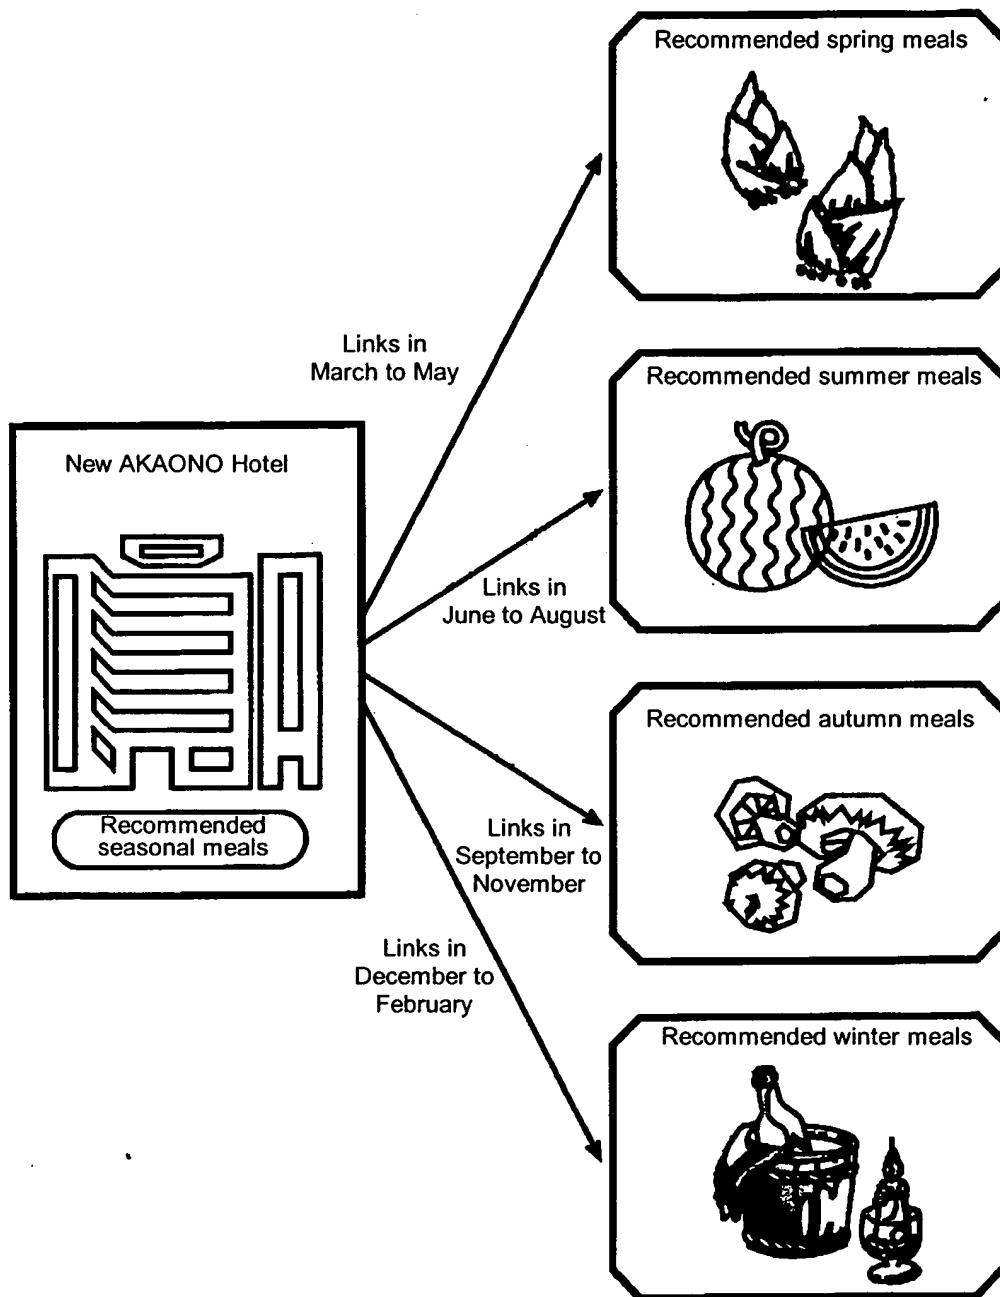 Recommended spring meals
Links in
March to May
Recommended summer meals
New AKAONO Hotel
Links in
June to August
Recommended autumn meals
Recommended
seasonal meals
Links in
September to
November
Links in
December to
February
Recommended winter meals